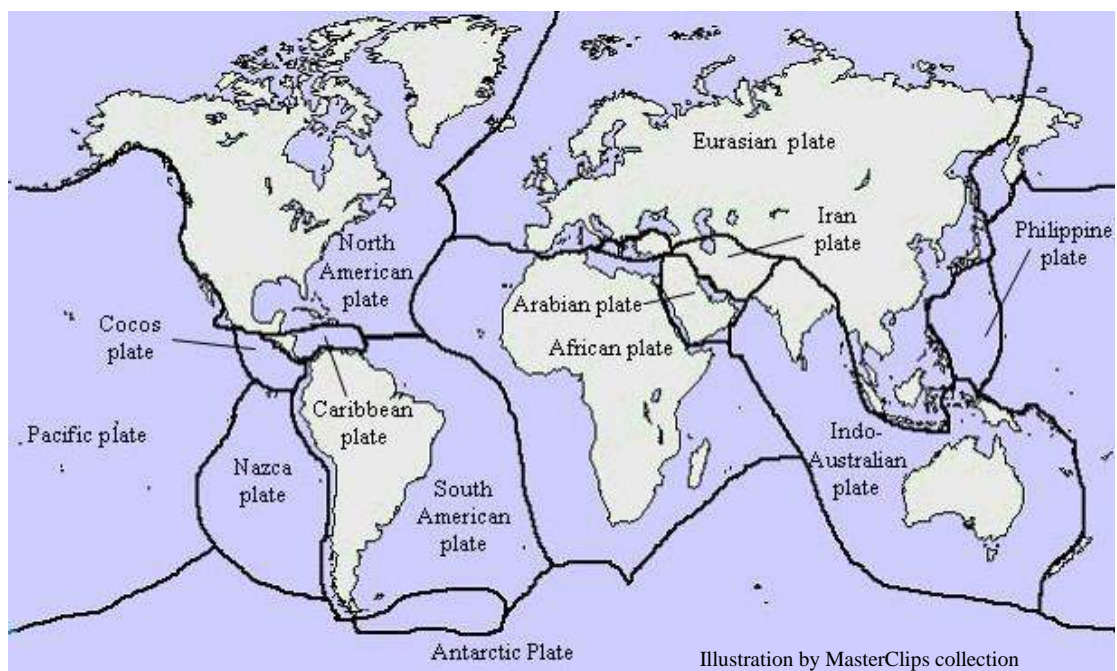 Eurasian plate
Iran
plate
Philippine
plate
North
American
plate
Arabian plate
African plate
Cocos
plate
Caribbean
plate
Pacific plate
Nazca
plate
South
American
plate
Indo-
Australian
plate
Antarctic Plate
Illustration by MasterClips collection